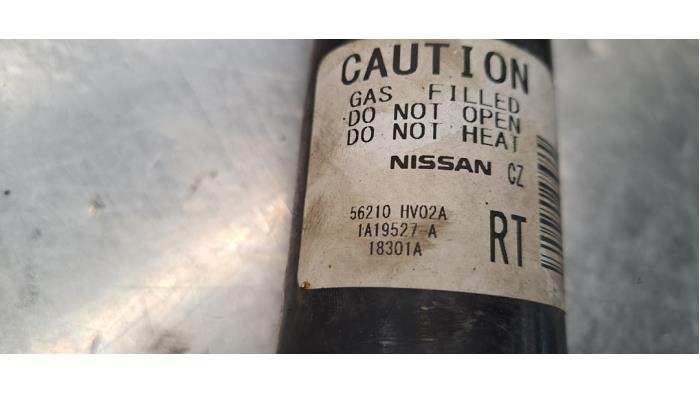 CAUTION
GAS FILLED
DO NOT OPEN
DO NOT HEAT
NISSAN CZ
56210 HV02A
1A19527-A
18301A
RT